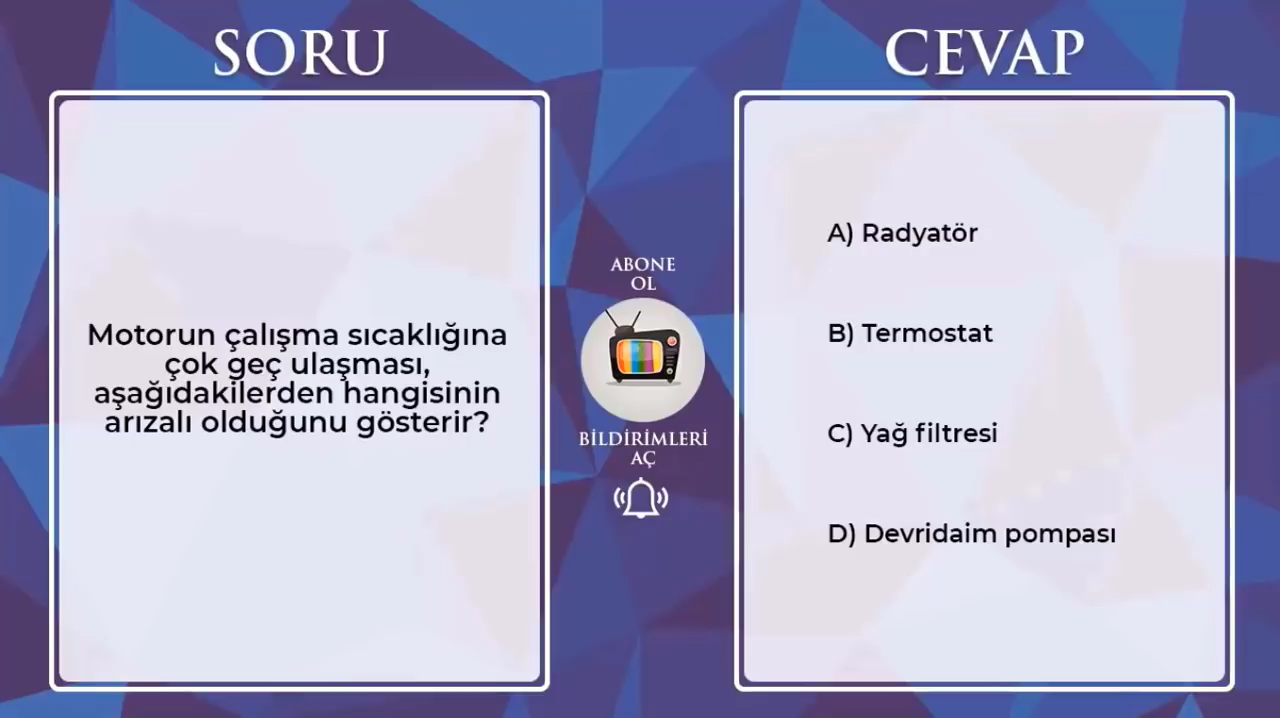 SORU
Motorun çalışma sıcaklığına
çok geç ulaşması,
aşağıdakilerden hangisinin
arızalı olduğunu gösterir?
ABONE
OL
BİLDİRİMLERİ
AÇ
CEVAP
A) Radyatör
B) Termostat
C) Yağ filtresi
D) Devridaim pompası